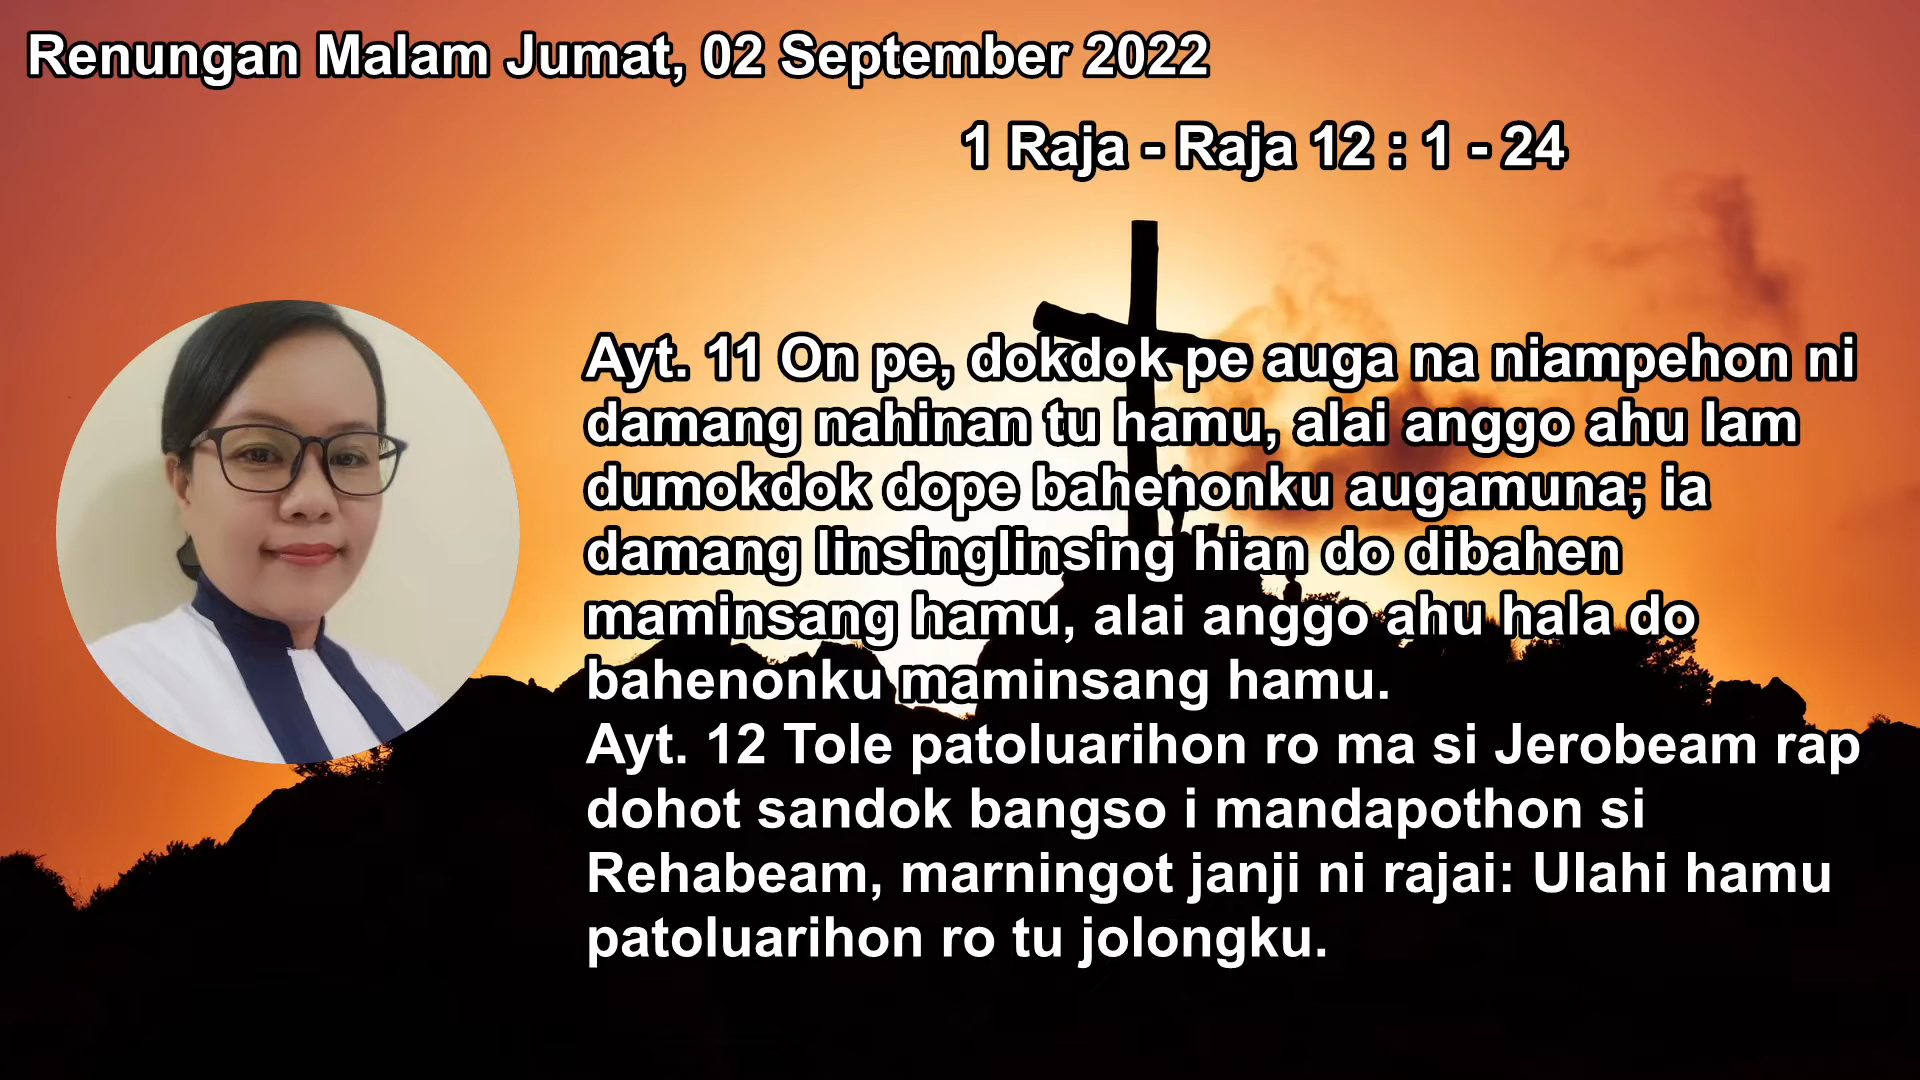 Renungan Malam Jumat, 02 September 2022
1 Raja - Raja 12 : 1 - 24
Ayt. 11 On pe, dokdok pe auga na niampehon ni
damang nahinan tu hamu, alai anggo ahu lam
dumokdok dope bahenonku augamuna; ia
damang linsinglinsing hian do dibahen
maminsang hamu, alai anggo ahu hala do
bahenonku maminsang hamu.
Ayt. 12 Tole patoluarihon ro ma si Jerobeam rap
dohot sandok bangso i mandapothon si
Rehabeam, marningot janji ni rajai: Ulahi hamu
patoluarihon ro tu jolongku.